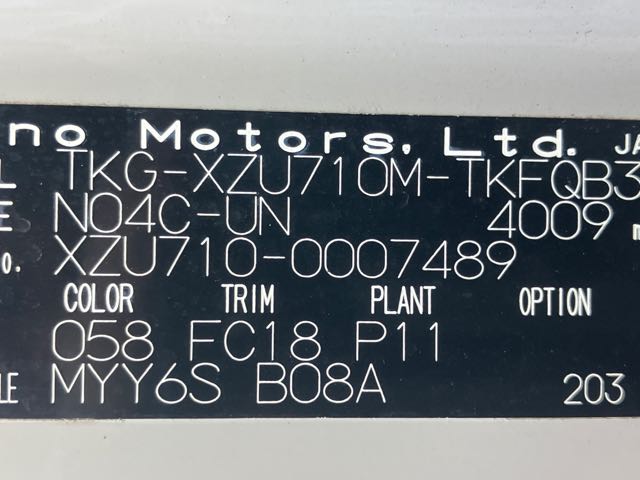 no Motors, Ltd. JA
L TKG-XZU710M-TKFQB3
E N04C-UN 4009 m
o. XZU710-0007489
COLOR TRIM PLANT OPTION
058 FC18 P11
LE MYY6S B08A 203